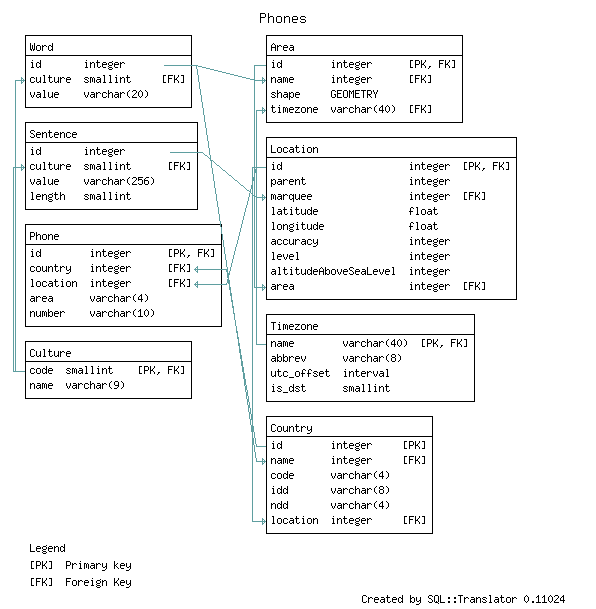 Phones
Word
id integer
culture smallint [FK]
value varchar(20)
Sentence
id integer
culture smallint [FK]
value varchar(256)
length smallint
Phone
id integer [PK, FK]
country integer [FK]
location integer [FK]
area varchar(4)
number varchar(10)
Culture
code smallint [PK, FK]
name varchar(9)
Area
id integer [PK, FK]
name integer [FK]
shape GEOMETRY
timezone varchar(40) [FK]
Location
id integer [PK, FK]
parent integer
marquee integer [FK]
latitude float
longitude float
accuracy integer
level integer
altitudeAboveSeaLevel integer
area integer [FK]
Timezone
name varchar(40) [PK, FK]
abbrev varchar(8)
utc_offset interval
is_dst smallint
Country
id integer [PK]
name integer [FK]
code varchar(4)
idd varchar(8)
ndd varchar(4)
location integer [FK]
Legend
[PK] Primary key
[FK] Foreign Key
Created by SQL::Translator 0.11024